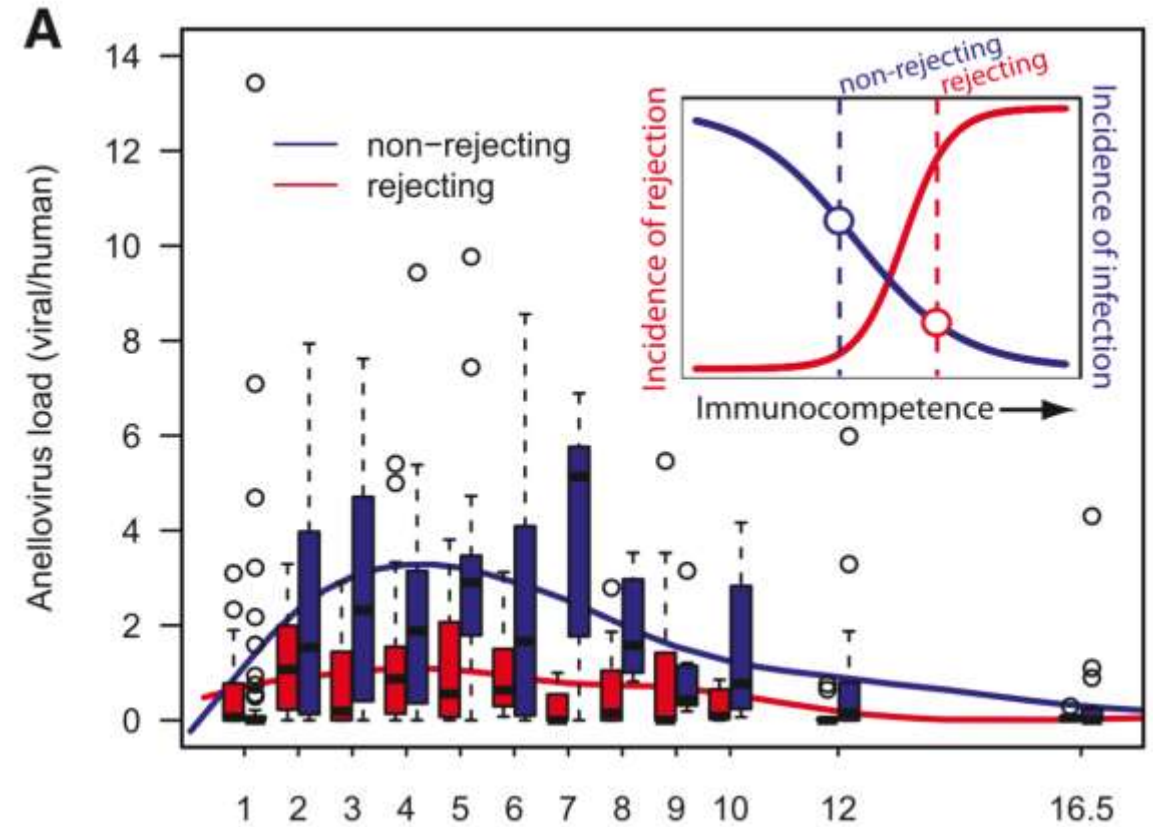 A
14
12
10
8
6
4
2
0
Anellovirus load (viral/human)
non−rejecting
rejecting
non-rejecting
rejecting
Incidence of rejection
Incidence of infection
Immunocompetence
1 2 3 4 5 6 7 8 9 10 12 16.5